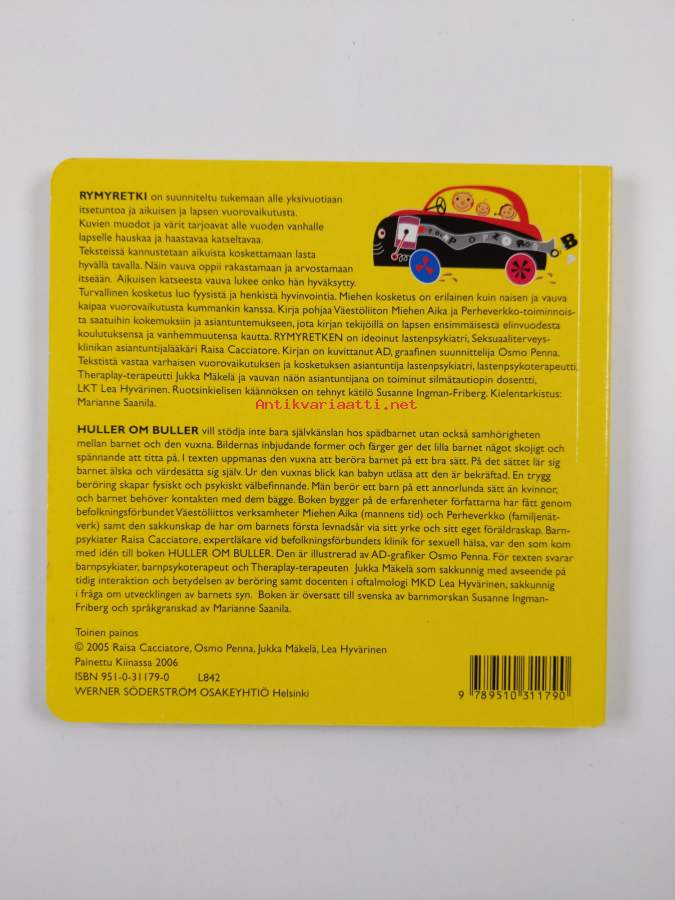 RYMYRETKI on suunniteltu tukemaan alle yksivuotiaan
itsetuntoa ja aikuisen ja lapsen vuorovaikutusta.
Kuvien muodot ja värit tarjoavat alle vuoden vanhalle
lapselle hauskaa ja haastavaa katseltavaa.
Teksteissä kannustetaan aikuista koskettamaan lasta
hyvällä tavalla. Näin vauva oppii rakastamaan ja arvostamaan
itseään. Aikuisen katseesta vauva lukee onko hän hyväksytty.
Turvallinen kosketus luo fyysistä ja henkistä hyvinvointia. Miehen kosketus on erilainen kuin naisen ja vauva
kaipaa vuorovaikutusta kummankin kanssa. Kirja pohjaa Väestöliiton Miehen Aika ja Perheverkko-toiminnois-
ta saatuihin kokemuksiin ja asiantuntemukseen, jota kirjan tekijöillä on lapsen ensimmäisestä elinvuodesta
koulutuksensa ja vanhemmuutensa kautta. RYMYRETKEN on ideoinut lastenpsykiatri, Seksuaaliterveys-
klinikan asiantuntijalääkäri Raisa Cacciatore. Kirjan on kuvittanut AD, graafinen suunnittelija Osmo Penna.
Tekstistä vastaa varhaisen vuorovaikutuksen ja kosketuksen asiantuntija lastenpsykiatri, lastenpsykoterapeutti,
Theraplay-terapeutti Jukka Mäkelä ja vauvan näön asiantuntijana on toiminut silmätautiopin dosentti,
LKT Lea Hyvärinen. Ruotsinkielisen käännöksen on tehnyt kätilö Susanne Ingman-Friberg. Kielentarkistus:
Marianne Saanila.
Antikvariaatti.net
HULLER OM BULLER vill stödja inte bara självkänslan hos spädbarnet utan också samhörigheten
mellan barnet och den vuxna. Bildernas inbjudande former och färger ger det lilla barnet något skojigt och
spännande att titta på. I texten uppmanas den vuxna att beröra barnet på ett bra sätt. På det sättet lär sig
barnet älska och värdesätta sig själv. Ur den vuxnas blick kan babyn utläsa att den är bekräftad. En trygg
beröring skapar fysiskt och psykiskt välbefinnande. Män berör ett barn på ett annorlunda sätt än kvinnor,
och barnet behöver kontakten med dem bägge. Boken bygger på de erfarenheter författarna har fått genom
befolkningsförbundet Väestöliittos verksamheter Miehen Aika (mannens tid) och Perheverkko (familjenät-
verk) samt den sakkunskap de har om barnets första levnadsår via sitt yrke och sitt eget föräldraskap. Barn-
psykiater Raisa Cacciatore, expertläkare vid befolkningsförbundets klinik för sexuell hälsa, var den som kom
med idén till boken HULLER OM BULLER. Den är illustrerad av AD-grafiker Osmo Penna. För texten svarar
barnpsykiater, barnpsykoterapeut och Theraplay-terapeuten Jukka Mäkelä som sakkunnig med avseende på
tidig interaktion och betydelsen av beröring samt docenten i oftalmologi MKD Lea Hyvärinen, sakkunnig
i fråga om utvecklingen av barnets syn. Boken är översatt till svenska av barnmorskan Susanne Ingman-
Friberg och språkgranskad av Marianne Saanila.
Toinen painos
© 2005 Raisa Cacciatore, Osmo Penna, Jukka Mäkelä, Lea Hyvärinen
Painettu Kiinassa 2006
ISBN 951-0-31179-0 L842
WERNER SÖDERSTRÖM OSAKEYHTIÖ Helsinki
9 789510 311790